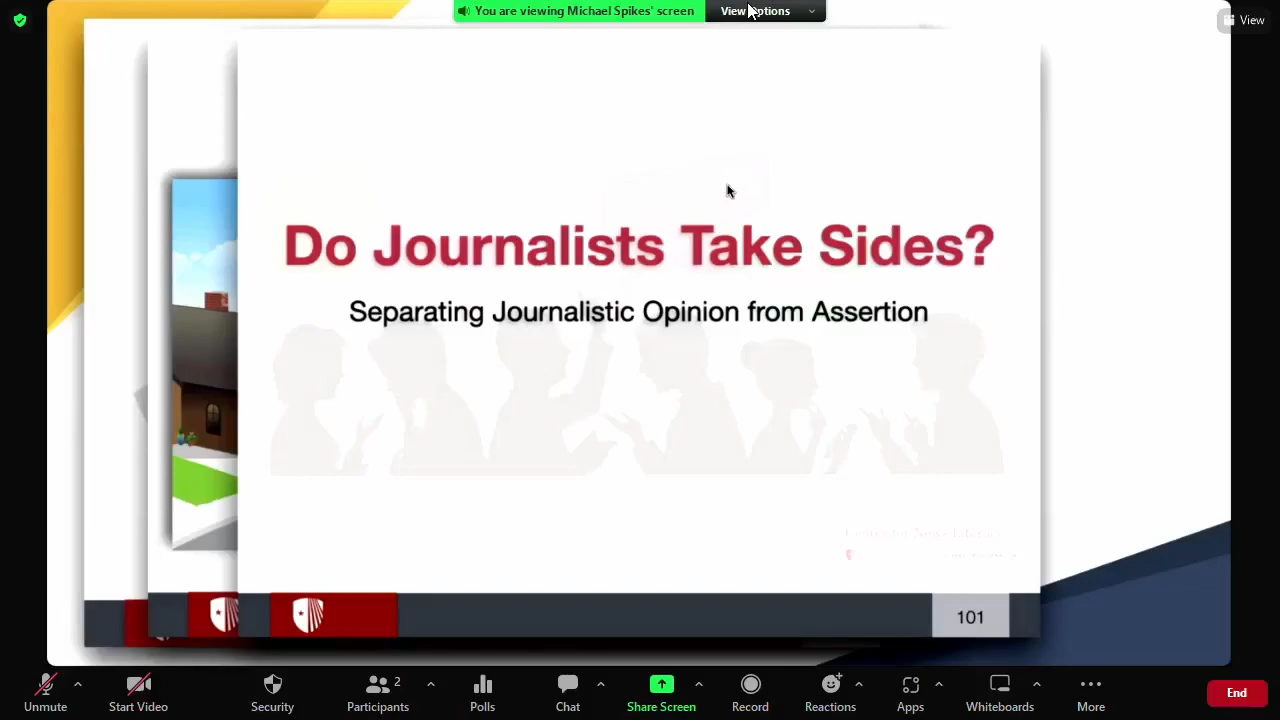 You are viewing Michael Spikes' screen
View Options
View
Do Journalists Take Sides?
Separating Journalistic Opinion from Assertion
101
Unmute
Start Video
Security
Participants
2
Polls
Chat
Share Screen
Record
Reactions
Apps
Whiteboards
More
End